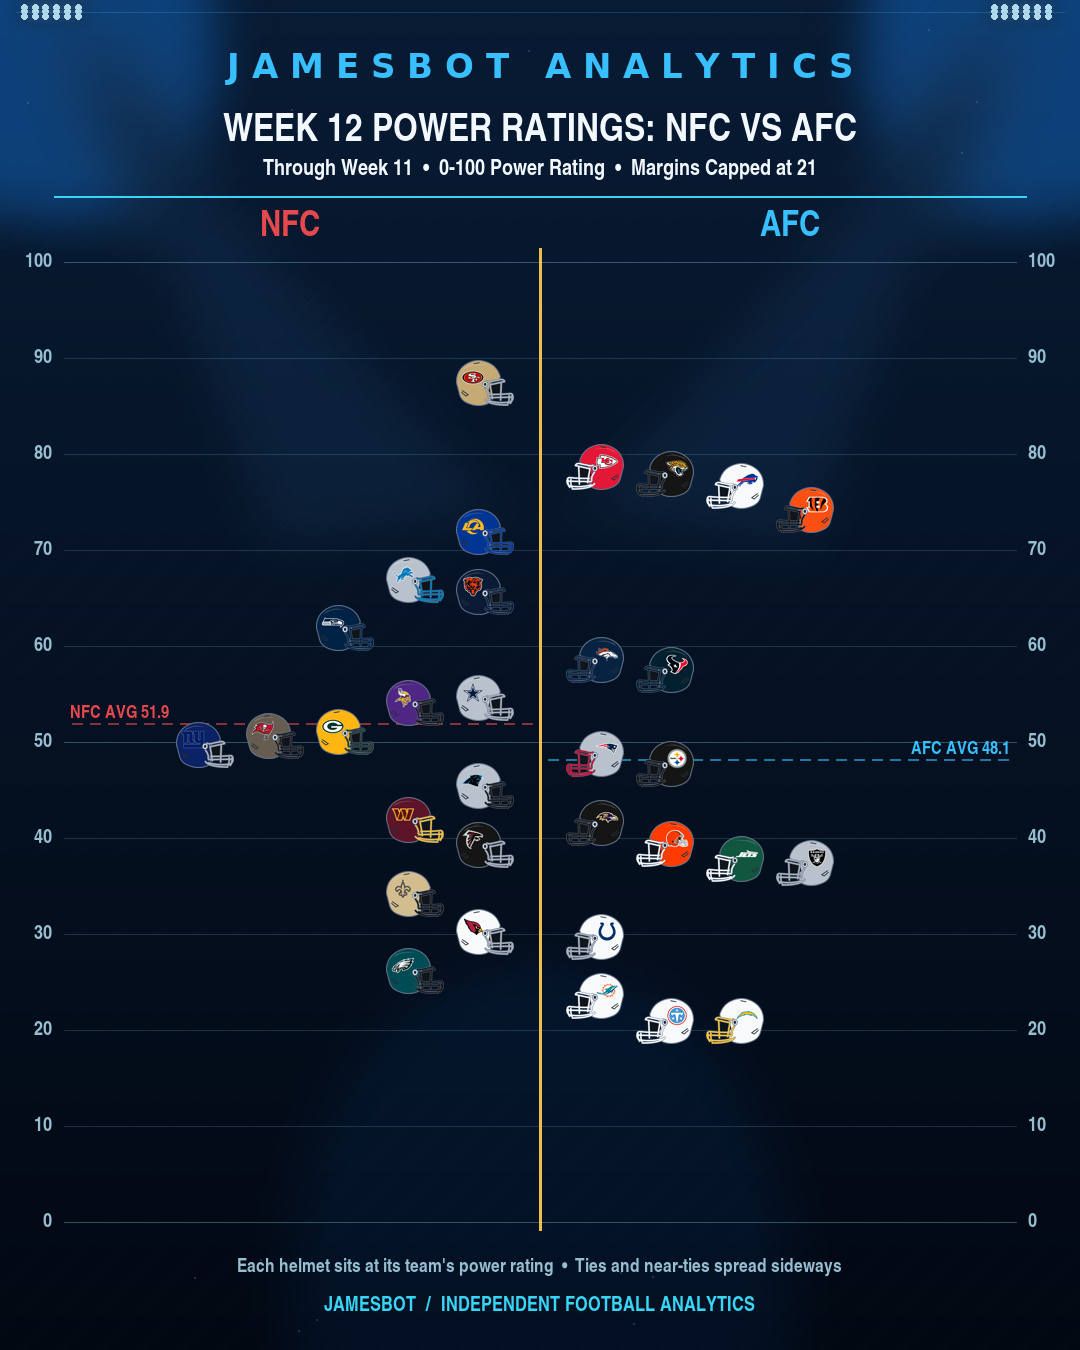 JAMESBOT ANALYTICS
WEEK 12 POWER RATINGS: NFC VS AFC
Through Week 11 • 0-100 Power Rating • Margins Capped at 21
NFC
AFC
100
100
90
90
80
80
70
70
60
60
NFC AVG 51.9
50
50
AFC AVG 48.1
40
40
30
30
20
20
10
10
0
0
Each helmet sits at its team's power rating • Ties and near-ties spread sideways
JAMESBOT / INDEPENDENT FOOTBALL ANALYTICS